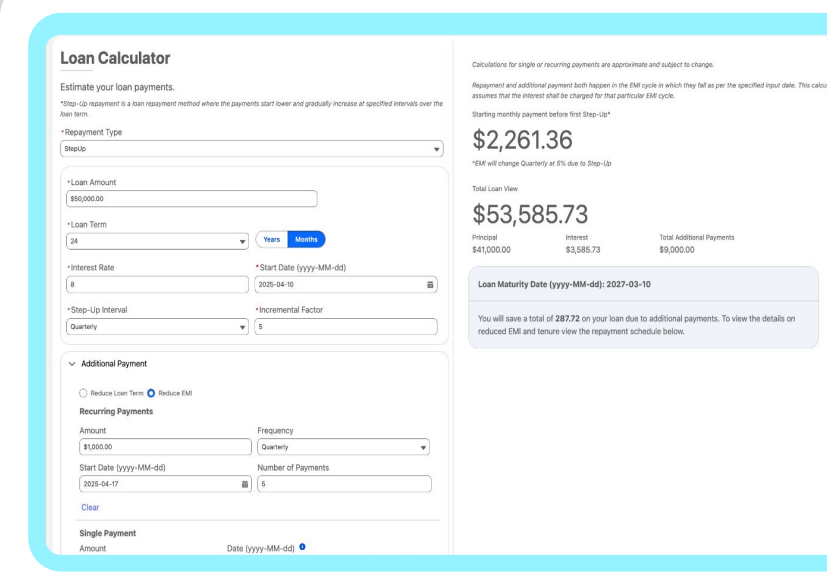 Loan Calculator
Estimate your loan payments.
*Step-Up repayment is a loan repayment method where the payments start lower and gradually increase at specified intervals over the
loan term.
*Repayment Type
StepUp
*Loan Amount
$50,000.00
*Loan Term
24
Years Months
*Interest Rate *Start Date (yyyy-MM-dd)
8 2025-04-10
*Step-Up Interval *Incremental Factor
Quarterly 5
Additional Payment
Reduce Loan Term Reduce EMI
Recurring Payments
Amount Frequency
$1,000.00 Quarterly
Start Date (yyyy-MM-dd) Number of Payments
2025-04-17 5
Clear
Single Payment
Amount Date (yyyy-MM-dd)
Calculations for single or recurring payments are approximate and subject to change.
Repayment and additional payment both happen in the EMI cycle in which they fall as per the specified input date. This calcu
assumes that the interest shall be charged for that particular EMI cycle.
Starting monthly payment before first Step-Up*
$2,261.36
*EMI will change Quarterly at 5% due to Step-Up
Total Loan View
$53,585.73
Principal Interest Total Additional Payments
$41,000.00 $3,585.73 $9,000.00
Loan Maturity Date (yyyy-MM-dd): 2027-03-10
You will save a total of 287.72 on your loan due to additional payments. To view the details on
reduced EMI and tenure view the repayment schedule below.